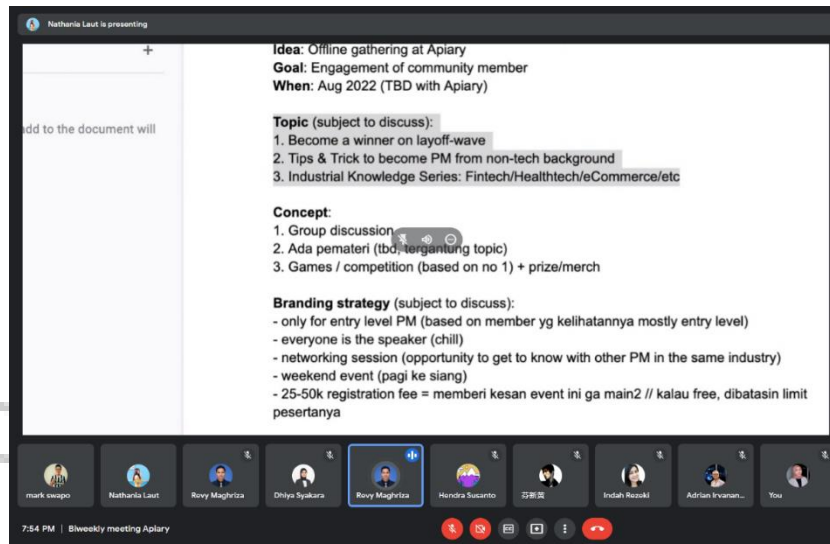 Nathania Laut is presenting
add to the document will
Idea: Offline gathering at Apiary
Goal: Engagement of community member
When: Aug 2022 (TBD with Apiary)
Topic (subject to discuss):
1. Become a winner on layoff-wave
2. Tips & Trick to become PM from non-tech background
3. Industrial Knowledge Series: Fintech/Healthtech/eCommerce/etc
Concept:
1. Group discussion
2. Ada pemateri (tbd, tergantung topic)
3. Games / competition (based on no 1) + prize/merch
Branding strategy (subject to discuss):
- only for entry level PM (based on member yg kelihatannya mostly entry level)
- everyone is the speaker (chill)
- networking session (opportunity to get to know with other PM in the same industry)
- weekend event (pagi ke siang)
- 25-50k registration fee = memberi kesan event ini ga main2 // kalau free, dibatasin limit
pesertanya
mark swapo
Nathania Laut
Revy Maghriza
Dhiya Syakara
Revy Maghriza
Hendra Susanto
Indah Rezeki
Adrian Irvanan...
You
7:54 PM | Biweekly meeting Apiary